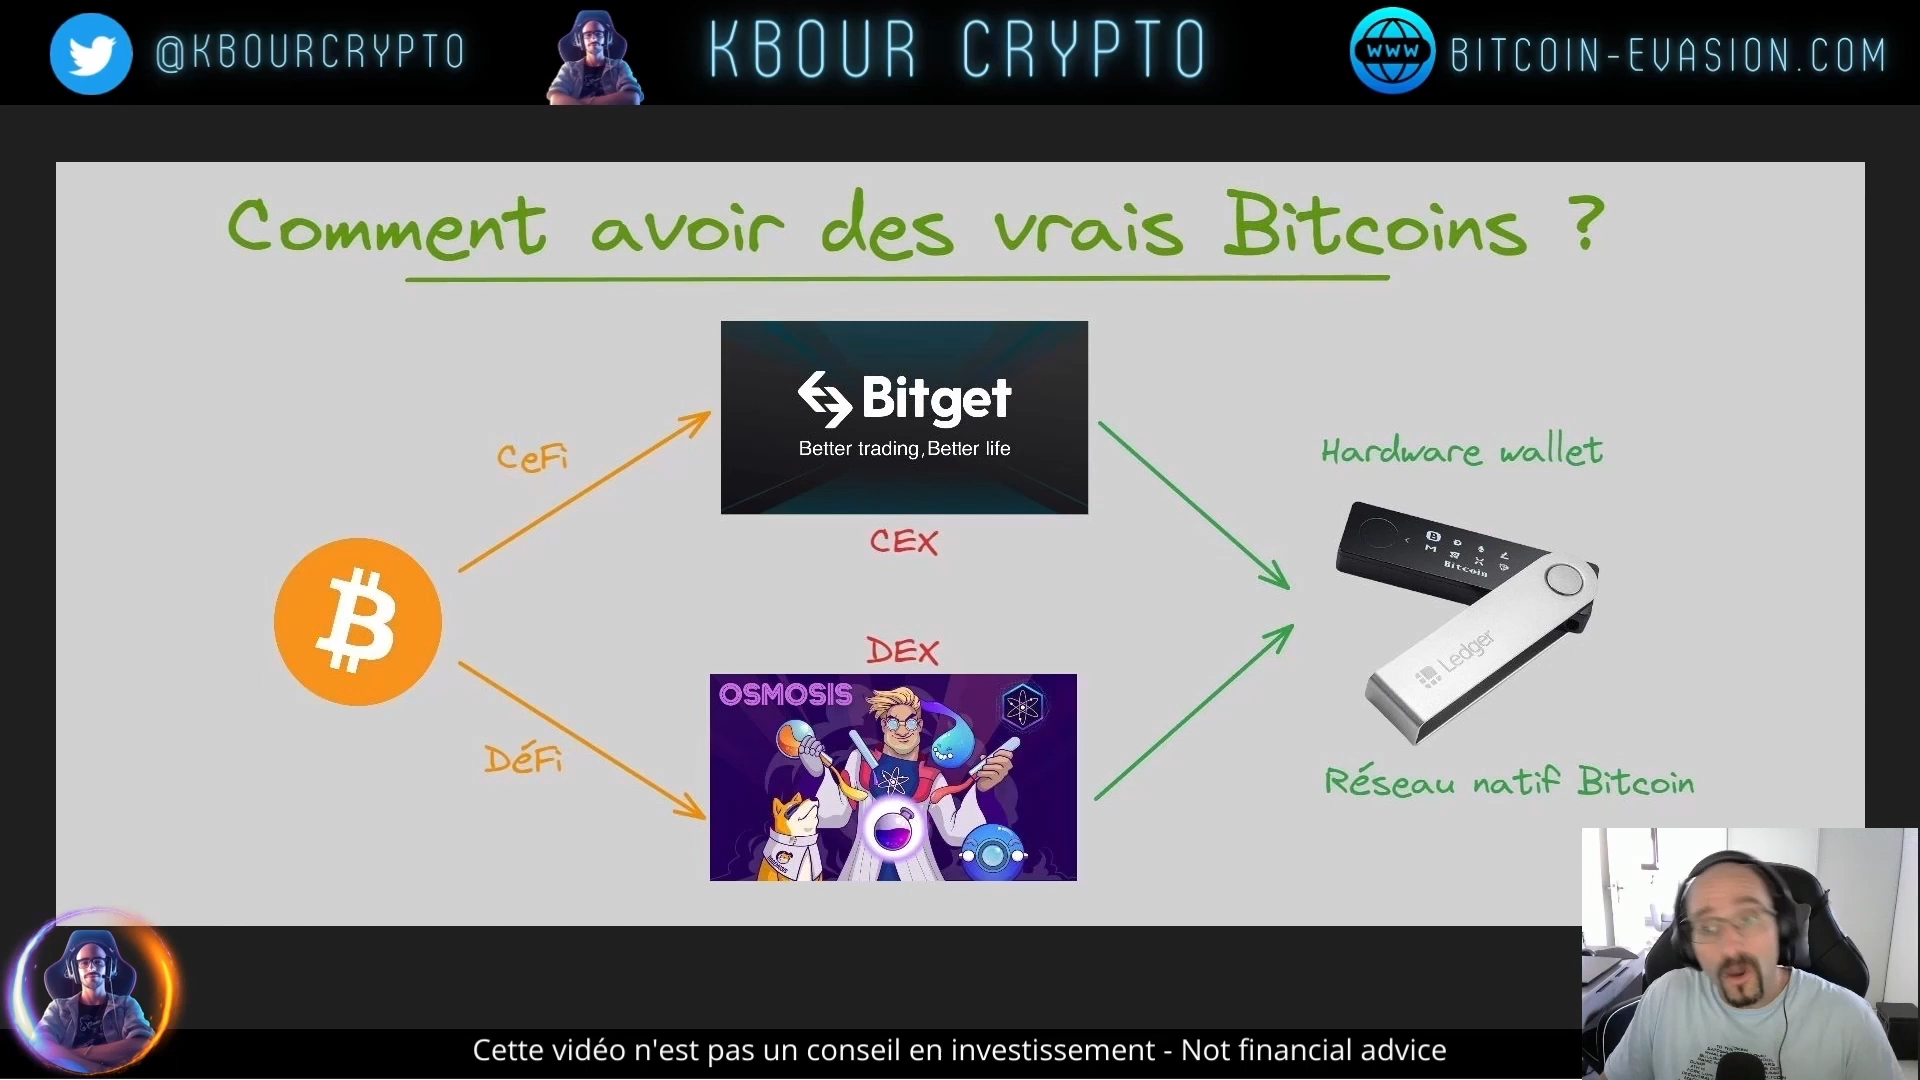 @KBOURCRYPTO
KBOUR CRYPTO
WWW
BITCOIN-EVASION.COM
Comment avoir des vrais Bitcoins ?
Bitget
Better trading, Better life
CeFi
CEX
Hardware wallet
Bitcoin
Ledger
DEX
OSMOSIS
DéFi
Réseau natif Bitcoin
Cette vidéo n'est pas un conseil en investissement - Not financial advice